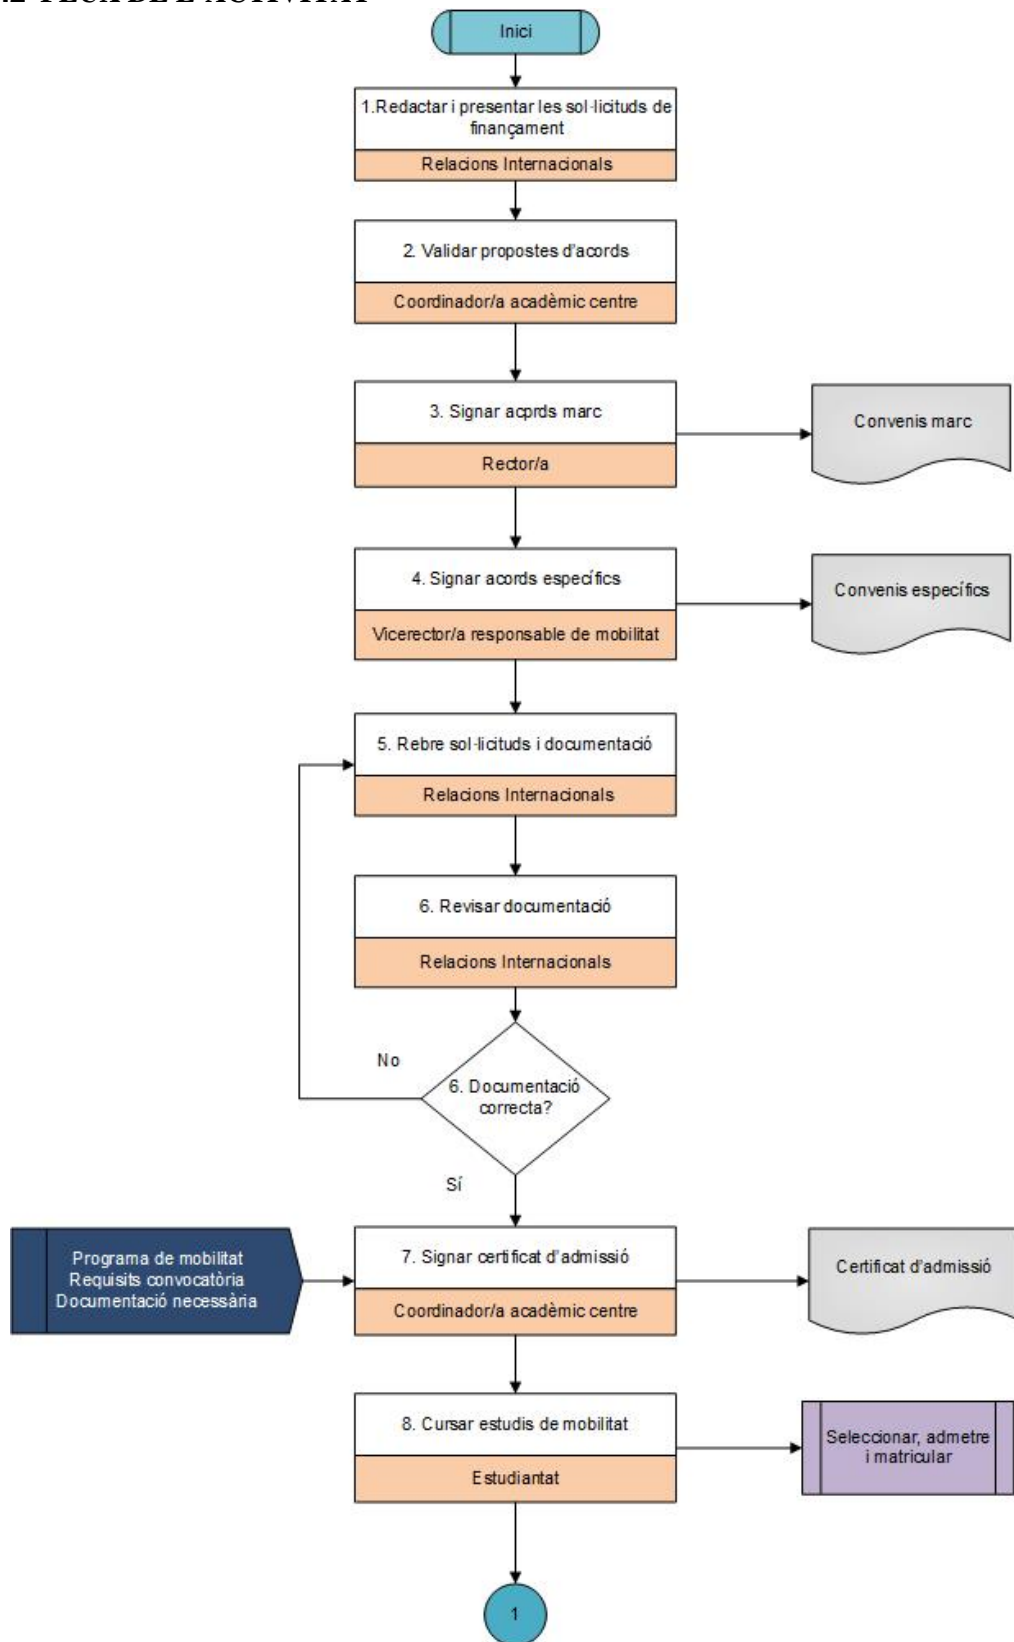 Inici
1.Redactar i presentar les sol·licituds de
finançament
Relacions Internacionals
2. Validar propostes d'acords
Coordinador/a acadèmic centre
3. Signar acprds marc
Convenis marc
Rector/a
4. Signar acords específics
Convenis específics
Vicerector/a responsable de mobilitat
5. Rebre sol·licituds i documentació
Relacions Internacionals
6. Revisar documentació
Relacions Internacionals
No
6. Documentació
correcta?
Sí
Programa de mobilitat
Requisits convocatòria
Documentació necessària
7. Signar certificat d'admissió
Certificat d'admissió
Coordinador/a acadèmic centre
8. Cursar estudis de mobilitat
Seleccionar, admetre
i matricular
Estudiantat
1